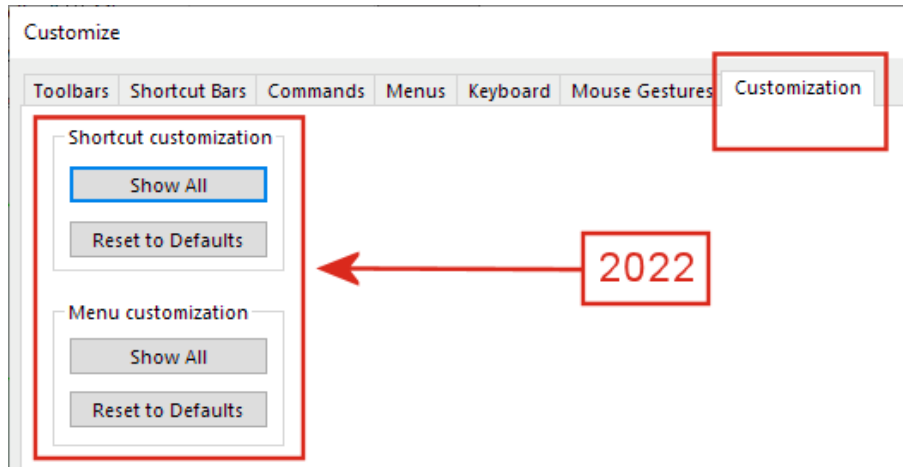 Customize
Toolbars Shortcut Bars Commands Menus Keyboard Mouse Gestures Customization
Shortcut customization
Show All
Reset to Defaults
2022
Menu customization
Show All
Reset to Defaults